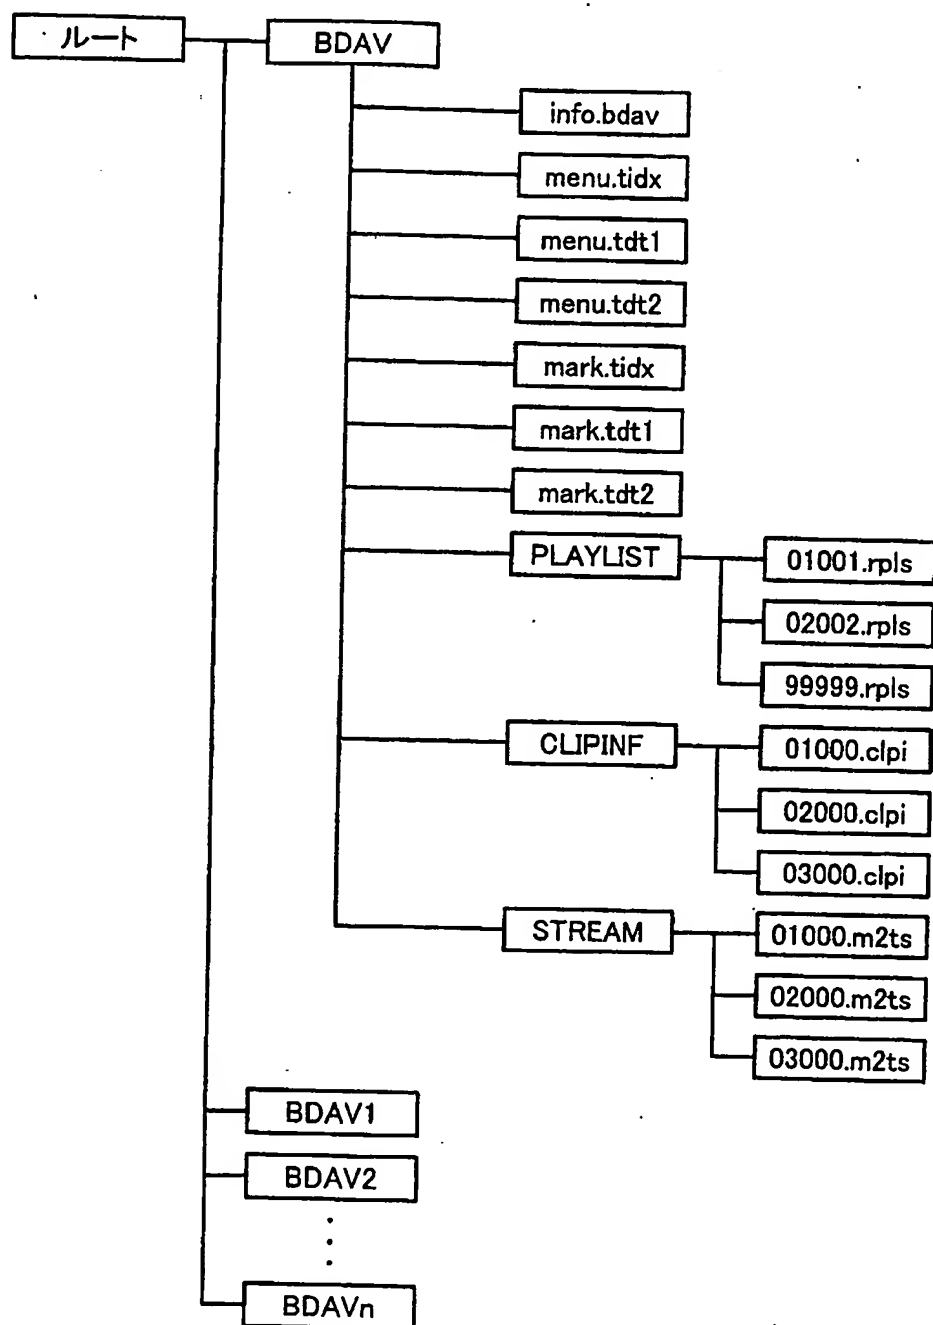 ルート
BDAV
info.bdav
menu.tidx
menu.tdt1
menu.tdt2
mark.tidx
mark.tdt1
mark.tdt2
PLAYLIST
01001.rpls
02002.rpls
99999.rpls
CLIPINF
01000.clpi
02000.clpi
03000.clpi
STREAM
01000.m2ts
02000.m2ts
03000.m2ts
BDAV1
BDAV2
BDAVn